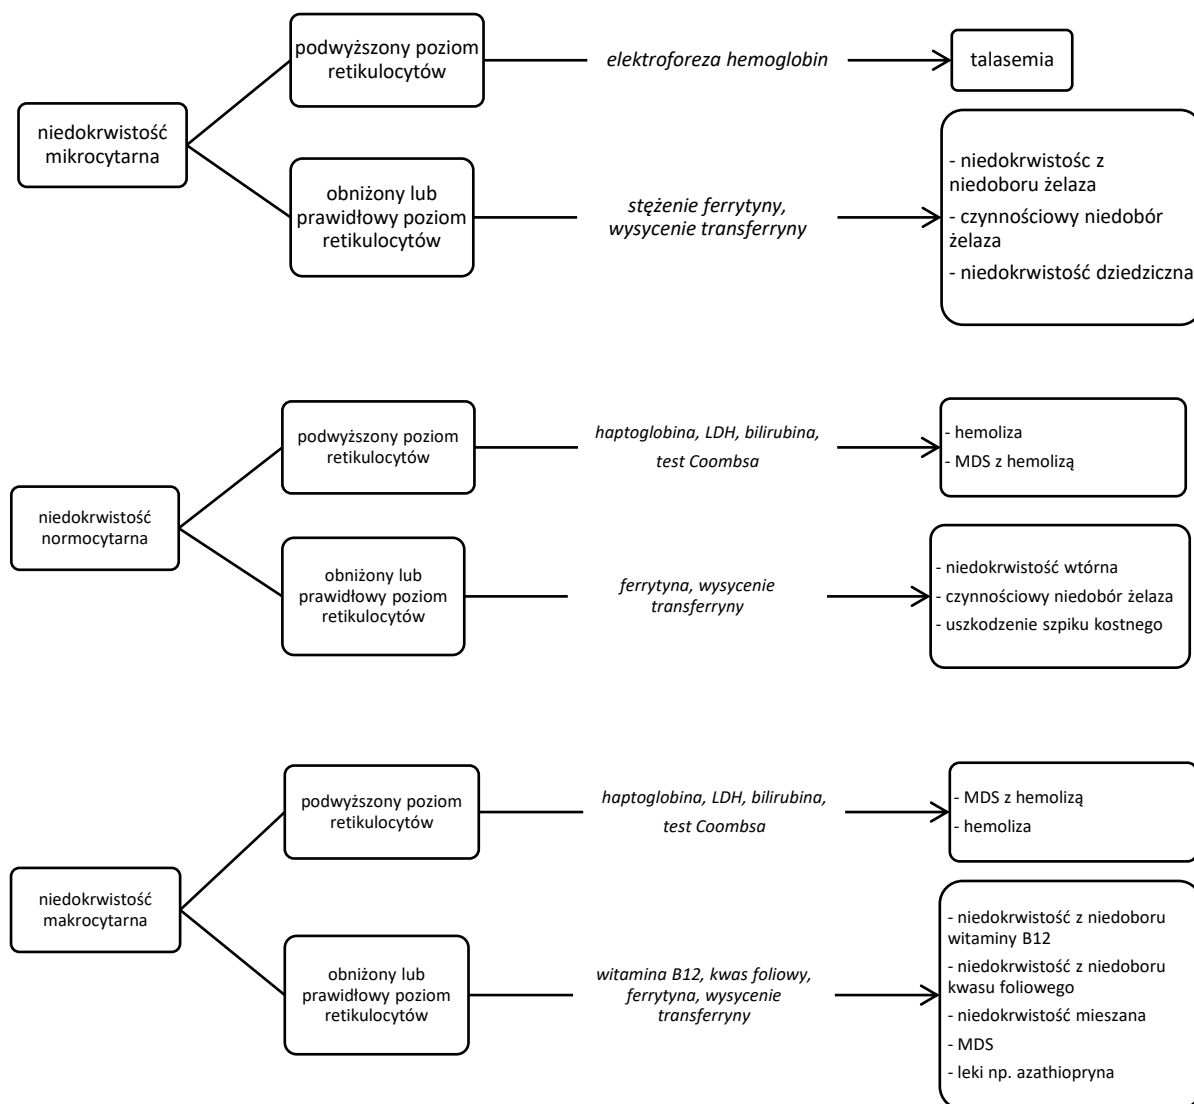 niedokrwistość
mikrocytarna
podwyższony poziom
retikulocytów
elektroforeza hemoglobin
talasemia
obniżony lub
prawidłowy poziom
retikulocytów
stężenie ferrytyny,
wysycenie transferryny
- niedokrwistośc z
niedoboru żelaza
- czynnościowy niedobór
żelaza
- niedokrwistość dziedziczna
niedokrwistość
normocytarna
podwyższony poziom
retikulocytów
haptoglobina, LDH, bilirubina,
test Coombsa
- hemoliza
- MDS z hemolizą
obniżony lub
prawidłowy poziom
retikulocytów
ferrytyna, wysycenie
transferryny
- niedokrwistość wtórna
- czynnościowy niedobór żelaza
- uszkodzenie szpiku kostnego
niedokrwistość
makrocytarna
podwyższony poziom
retikulocytów
haptoglobina, LDH, bilirubina,
test Coombsa
- MDS z hemolizą
- hemoliza
obniżony lub
prawidłowy poziom
retikulocytów
witamina B12, kwas foliowy,
ferrytyna, wysycenie
transferryny
- niedokrwistość z niedoboru
witaminy B12
- niedokrwistość z niedoboru
kwasu foliowego
- niedokrwistość mieszana
- MDS
- leki np. azathiopryna